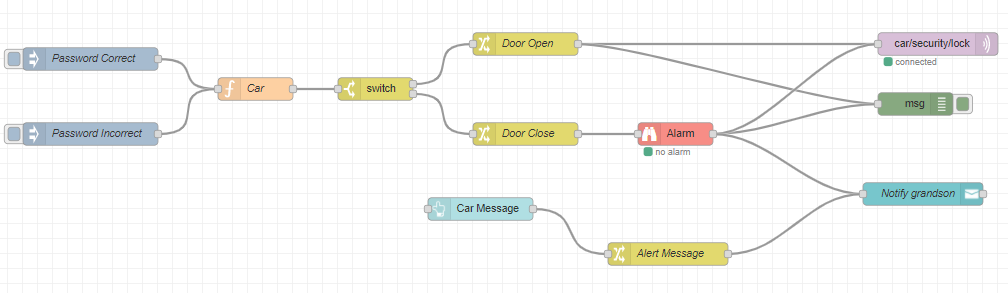 Password Correct
Password Incorrect
Car
switch
Door Open
Door Close
Alarm
no alarm
car/security/lock
connected
msg
Notify grandson
Car Message
Alert Message